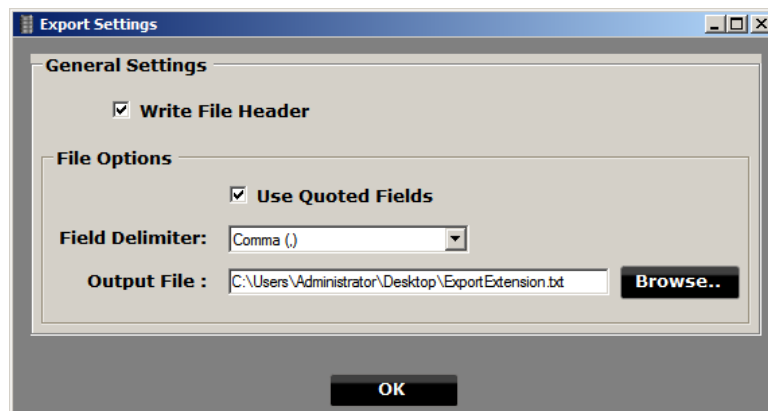 Export Settings
General Settings
Write File Header
File Options
Use Quoted Fields
Field Delimiter: Comma (,)
Output File : C:\Users\Administrator\Desktop\ExportExtension.txt Browse..
OK